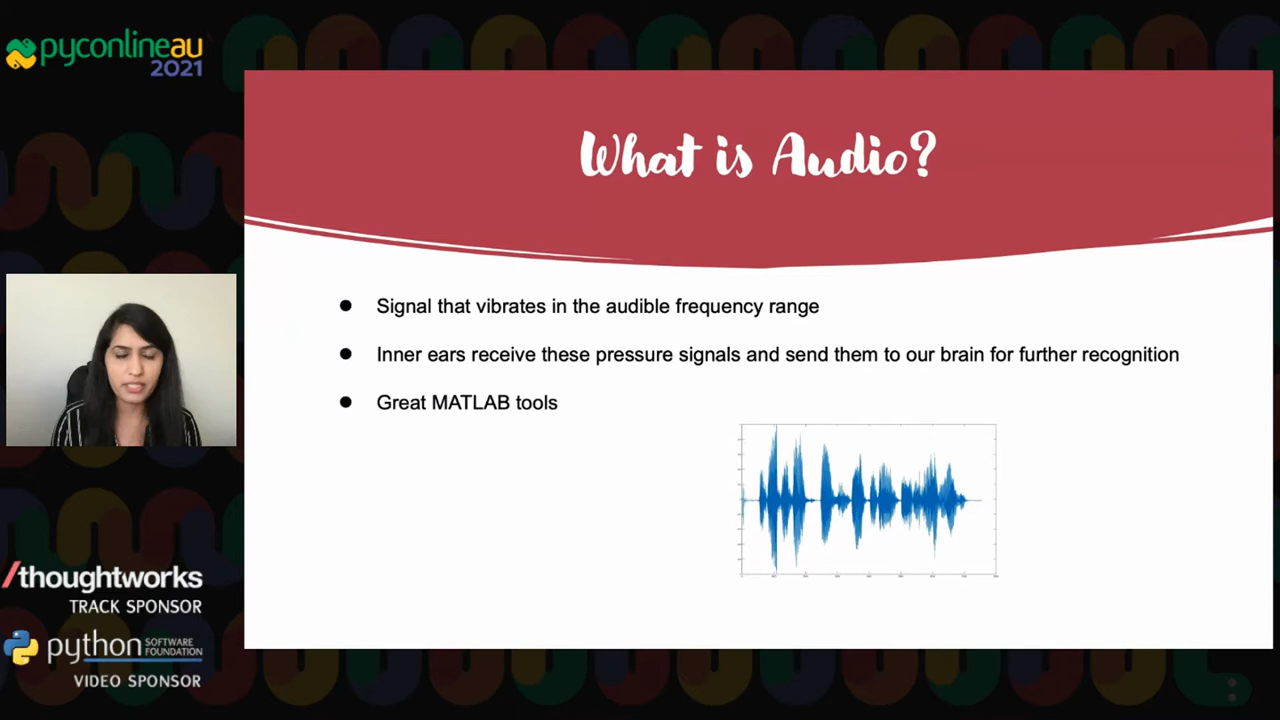 pyconlineau
2021
What is Audio?
● Signal that vibrates in the audible frequency range
● Inner ears receive these pressure signals and send them to our brain for further recognition
● Great MATLAB tools
/thoughtworks
TRACK SPONSOR
python SOFTWARE FOUNDATION
VIDEO SPONSOR